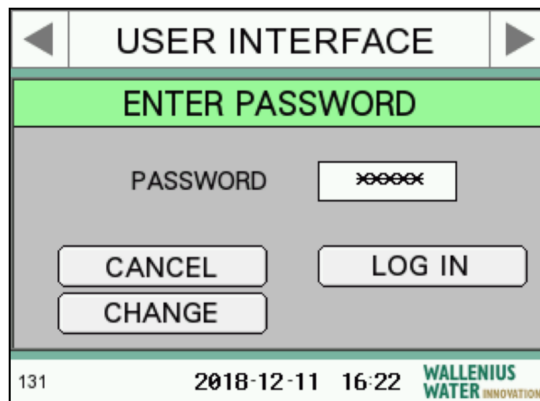 USER INTERFACE
ENTER PASSWORD
PASSWORD
CANCEL
LOG IN
CHANGE
131
2018-12-11 16:22
WALLENIUS
WATER INNOVATION